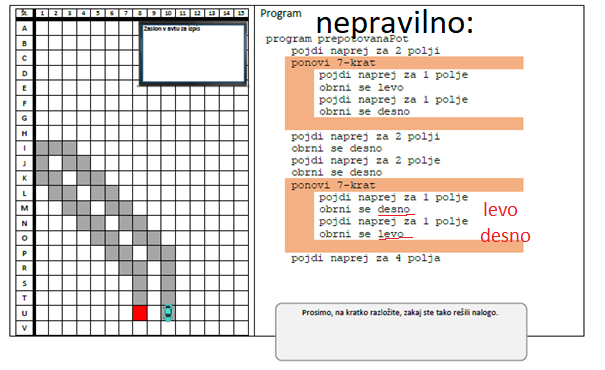 Št. 1 2 3 4 5 6 7 8 9 10 11 12 13 14 15
A
B
C
D
E
F
G
H
I
J
K
L
M
N
O
P
R
S
T
U
V
Zaslon v avtu za izpis
Program
nepravilno:
program prepotovanaPot
pojdi naprej za 2 polji
ponovi 7-krat
pojdi naprej za 1 polje
obrni se levo
pojdi naprej za 1 polje
obrni se desno
pojdi naprej za 2 polji
obrni se desno
pojdi naprej za 2 polje
obrni se desno
ponovi 7-krat
pojdi naprej za 1 polje
obrni se desno
levo
pojdi naprej za 1 polje
obrni se levo
desno
pojdi naprej za 4 polja
Prosimo, na kratko razložite, zakaj ste tako rešili nalogo.